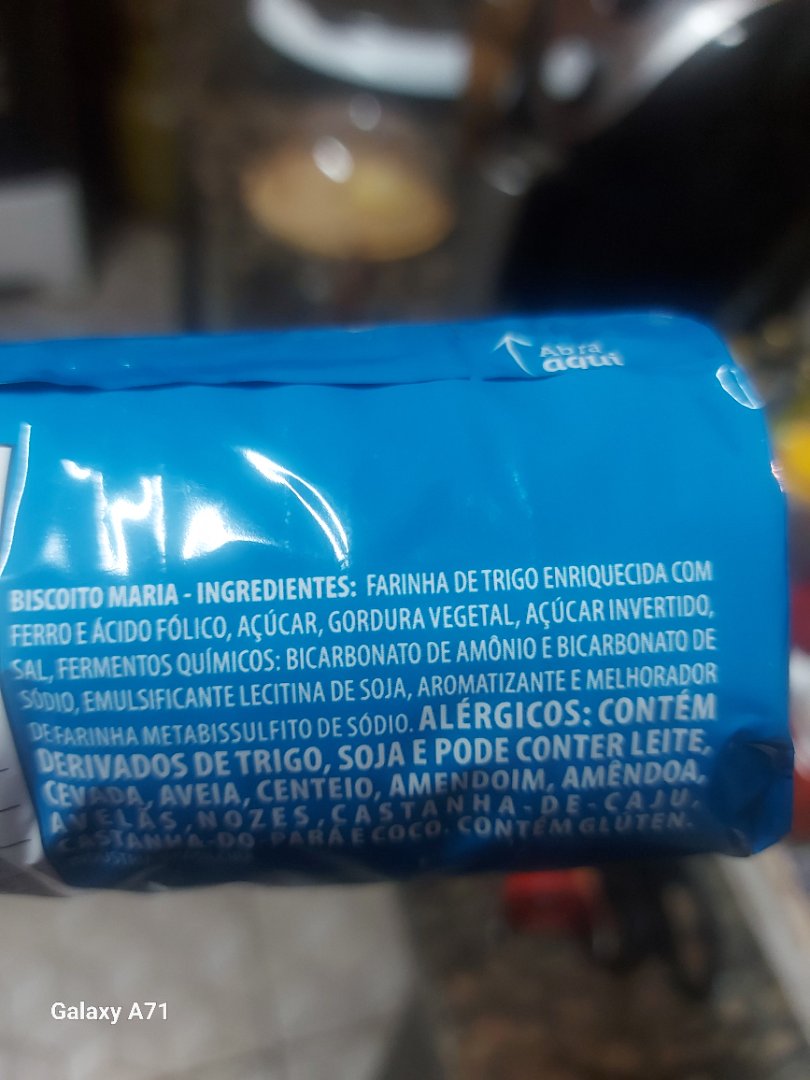 Abra
aqui
BISCOITO MARIA - INGREDIENTES: FARINHA DE TRIGO ENRIQUECIDA COM
FERRO E ÁCIDO FÓLICO, AÇÚCAR, GORDURA VEGETAL, AÇÚCAR INVERTIDO,
SAL, FERMENTOS QUÍMICOS: BICARBONATO DE AMÔNIO E BICARBONATO DE
SÓDIO, EMULSIFICANTE LECITINA DE SOJA, AROMATIZANTE E MELHORADOR
DE FARINHA METABISSULFITO DE SÓDIO. ALÉRGICOS: CONTÉM
DERIVADOS DE TRIGO, SOJA E PODE CONTER LEITE,
CEVADA, AVEIA, CENTEIO, AMENDOIM, AMÊNDOA,
AVELÃS, NOZES, CASTANHA-DE-CAJU,
CASTANHA-DO-PARÁ E COCO. CONTÉM GLÚTEN.
Galaxy A71